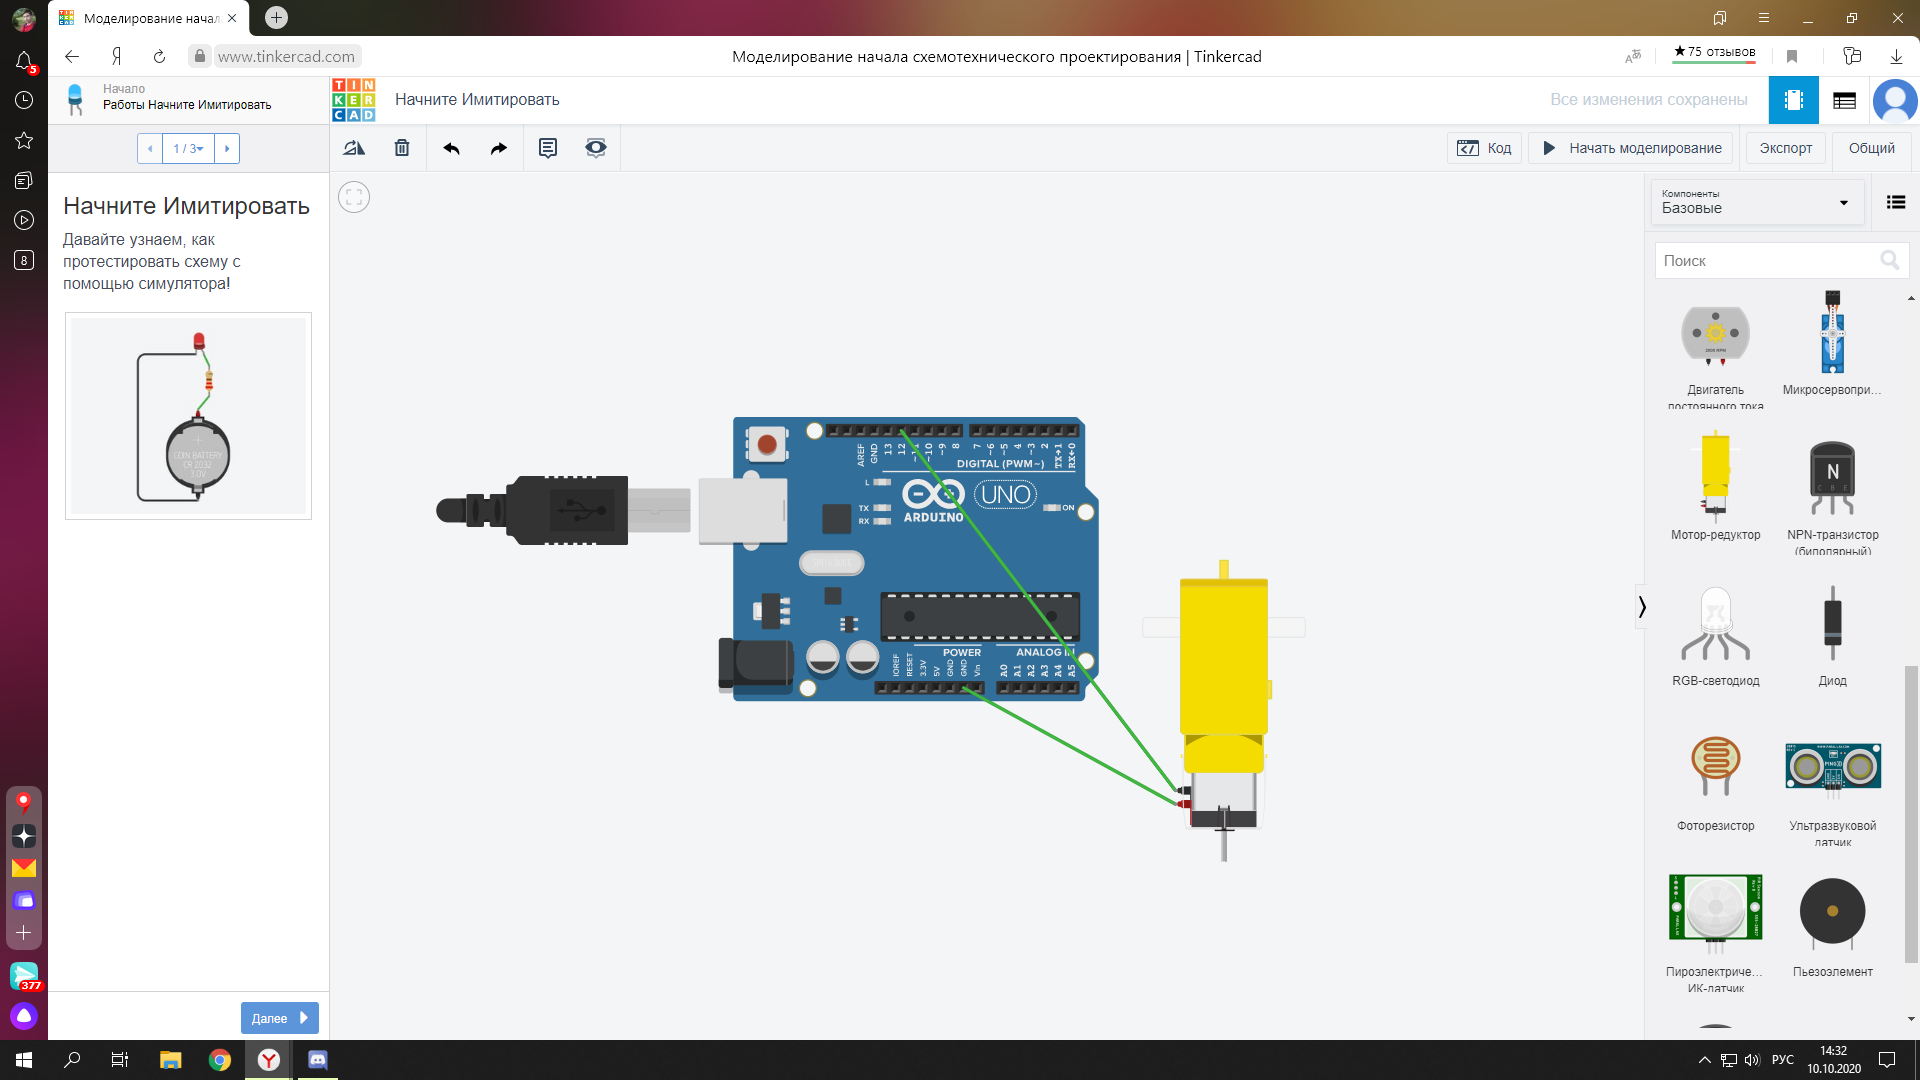 Моделирование начал
www.tinkercad.com
Моделирование начала схемотехнического проектирования | Tinkercad
★75 отзывов
5
8
377
Начало
Работы Начните Имитировать
TIN
KER
CAD
Начните Имитировать
Все изменения сохранены
1 / 3
Код
Начать моделирование
Экспорт
Общий
Начните Имитировать
Давайте узнаем, как
протестировать схему с
помощью симулятора!
COIN BATTERY
CR 2032
3.0V
Далее
AREF
GND
13
12
~11
~10
~9
8
7
~6
~5
4
~3
2
TX→1
RX←0
DIGITAL (PWM~)
L
TX
RX
ARDUINO
UNO
ON
POWER
ANALOG I
IOREF
RESET
3.3V
5V
GND
GND
Vin
A0
A1
A2
A3
A4
A5
Компоненты
Базовые
Поиск
Двигатель
постоянного тока
Микросервопри...
Мотор-редуктор
N
C B E
NPN-транзистор
(биполярный)
RGB-светодиод
Диод
Фоторезистор
Ультразвуковой
датчик
Пироэлектриче...
ИК-датчик
Пьезоэлемент
РУС
14:32
10.10.2020